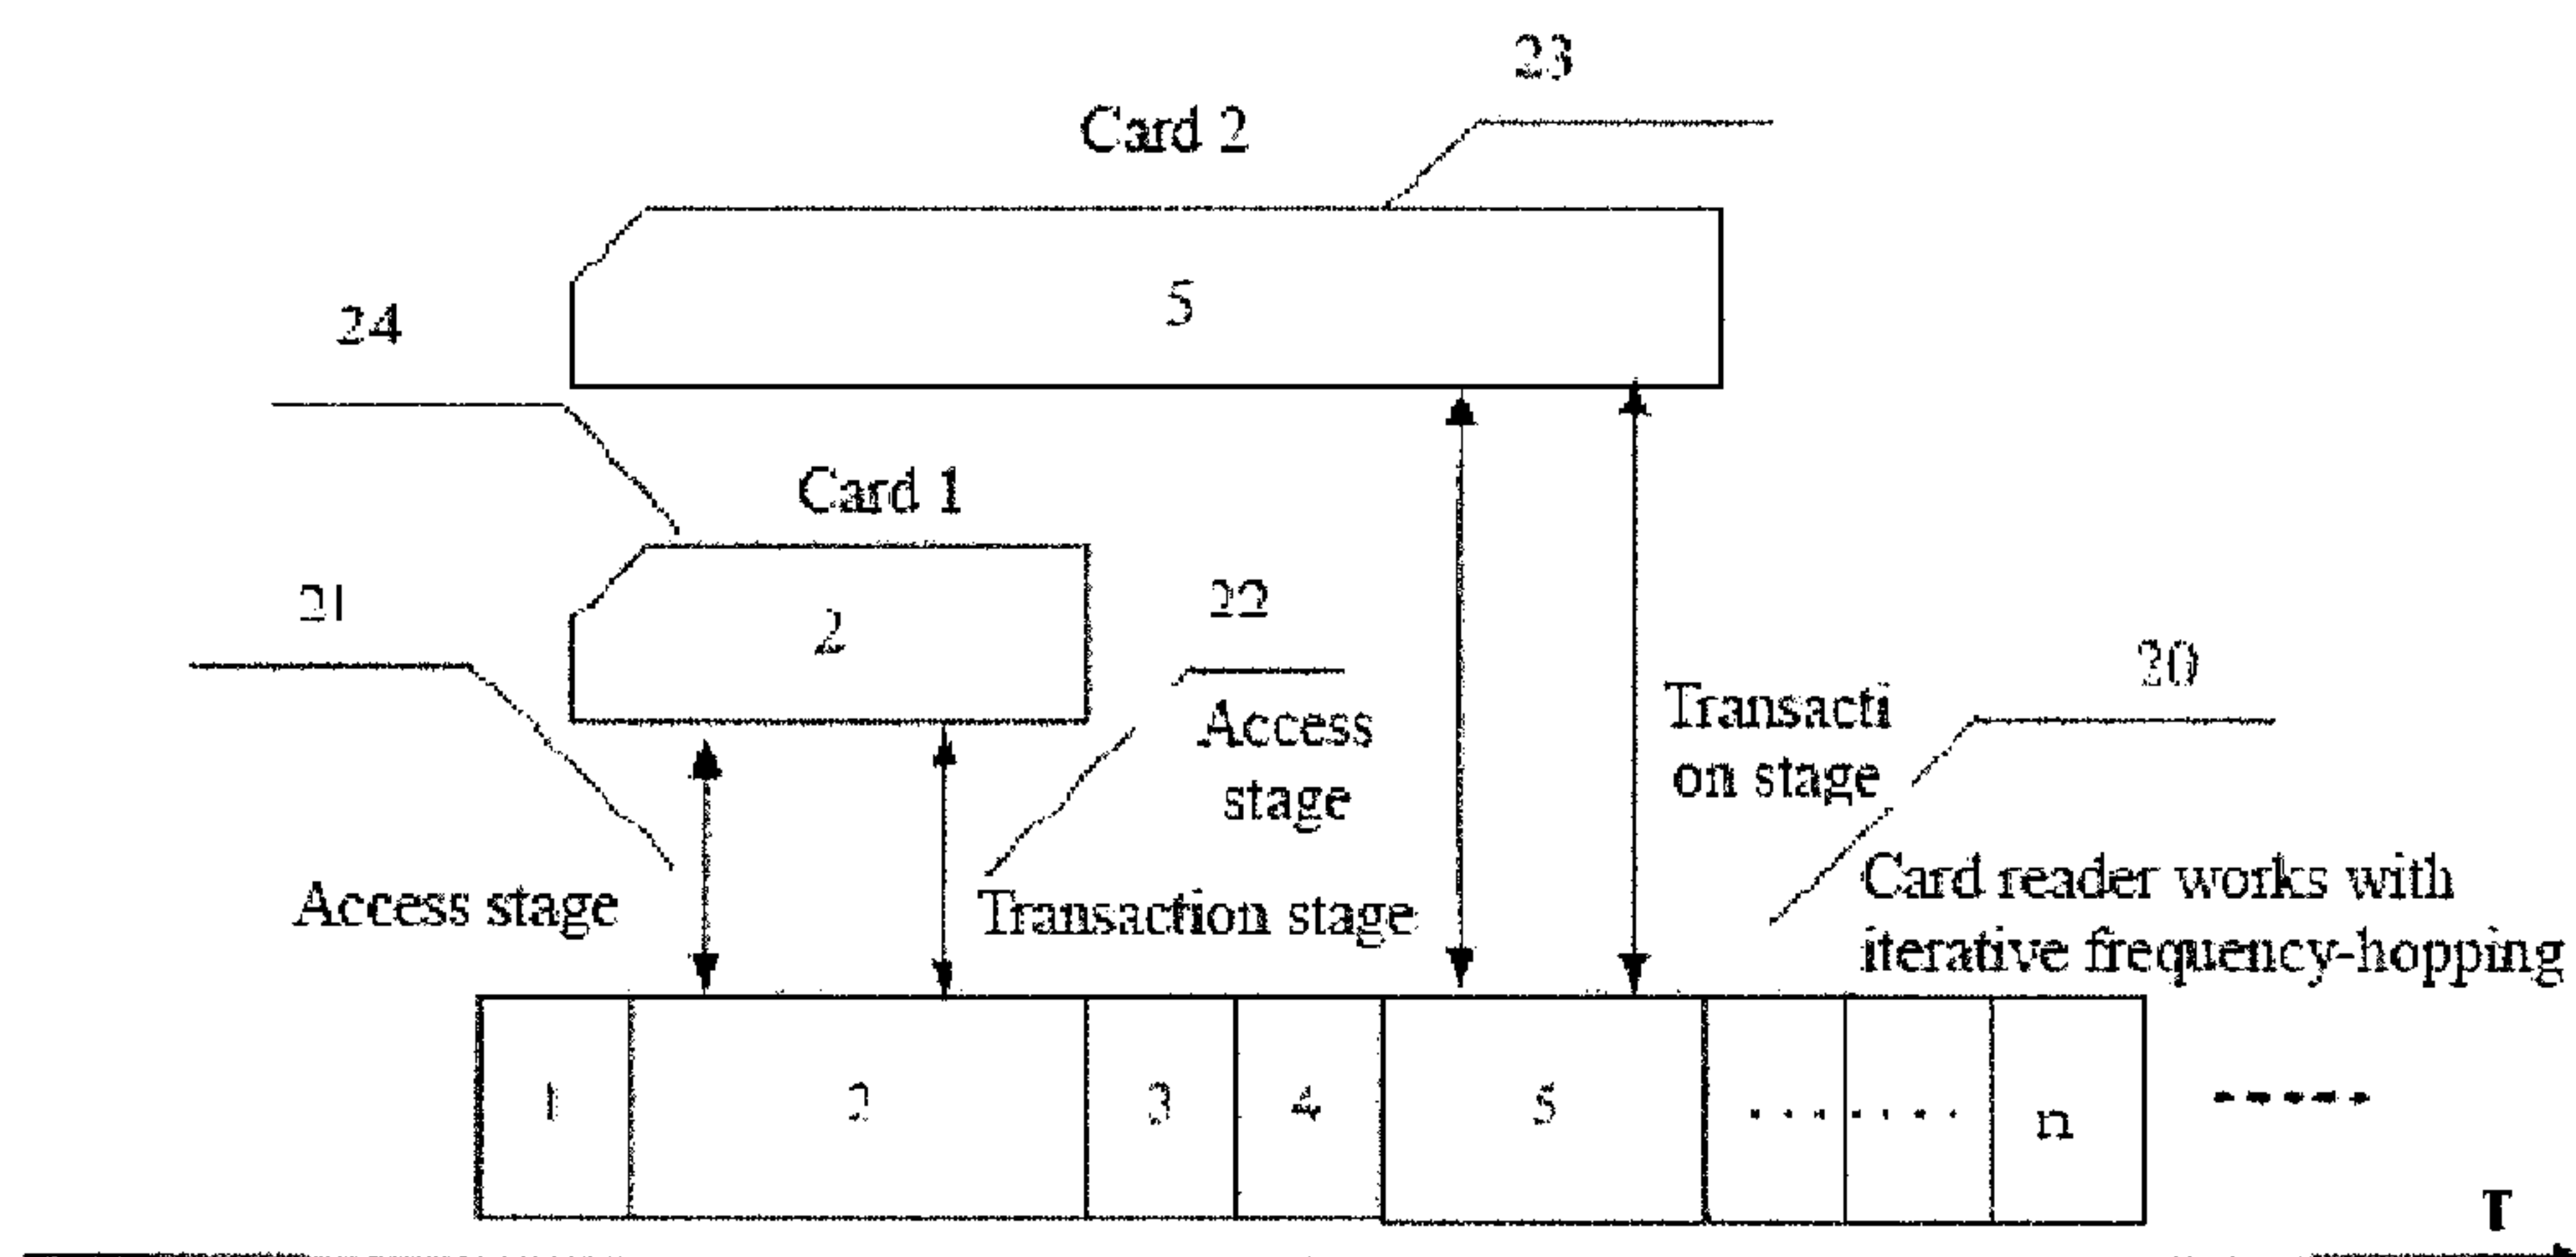 23
Card 2
5
24
Card 1
2
21
22
20
Access
stage
Transacti
on stage
Access stage
Transaction stage
Card reader works with
iterative frequency-hopping
1
2
3
4
5
. . . . . . .
n
-----
T